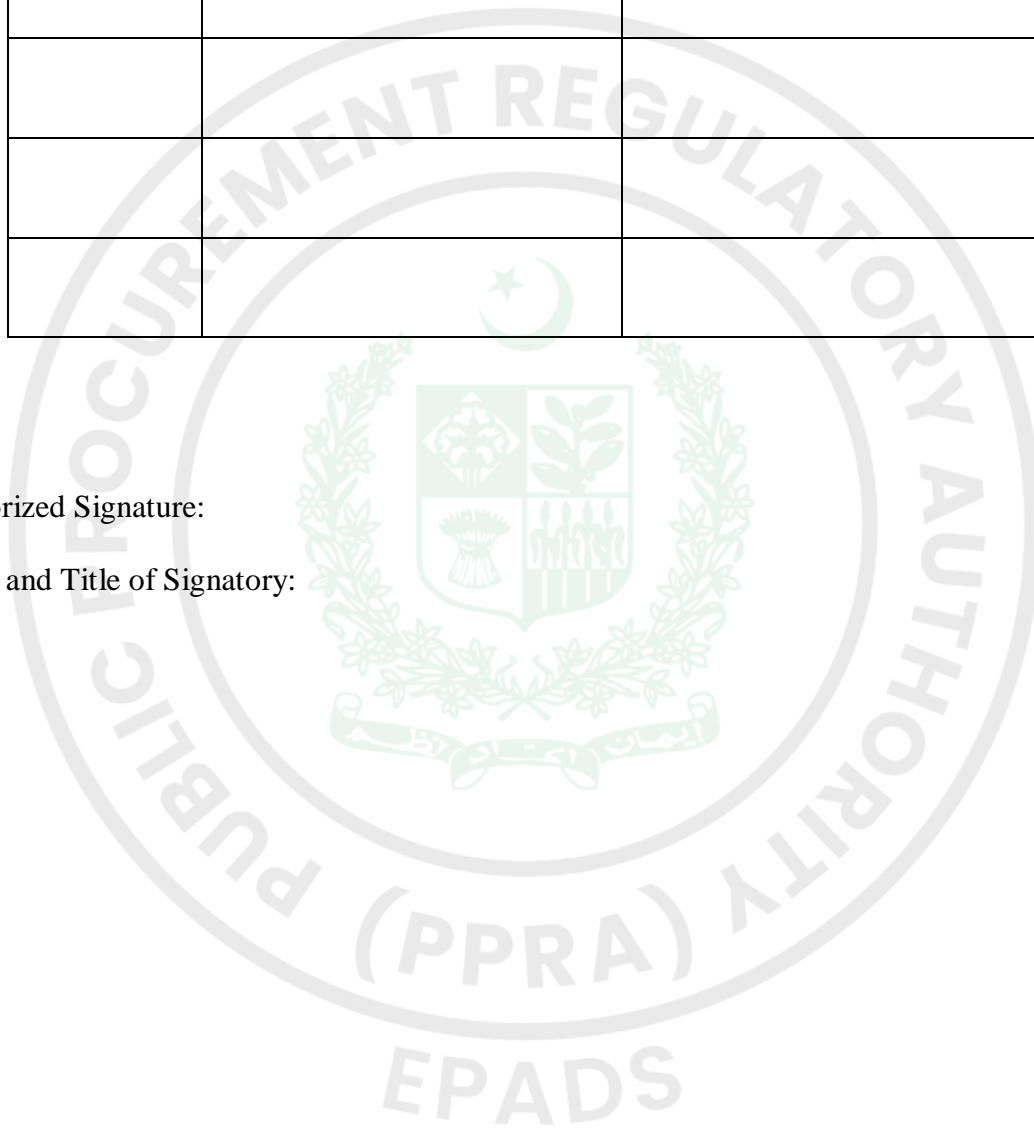 rized Signature:
and Title of Signatory:
PUBLIC PROCUREMENT REGULATORY AUTHORITY
(PPRA)
EPADS